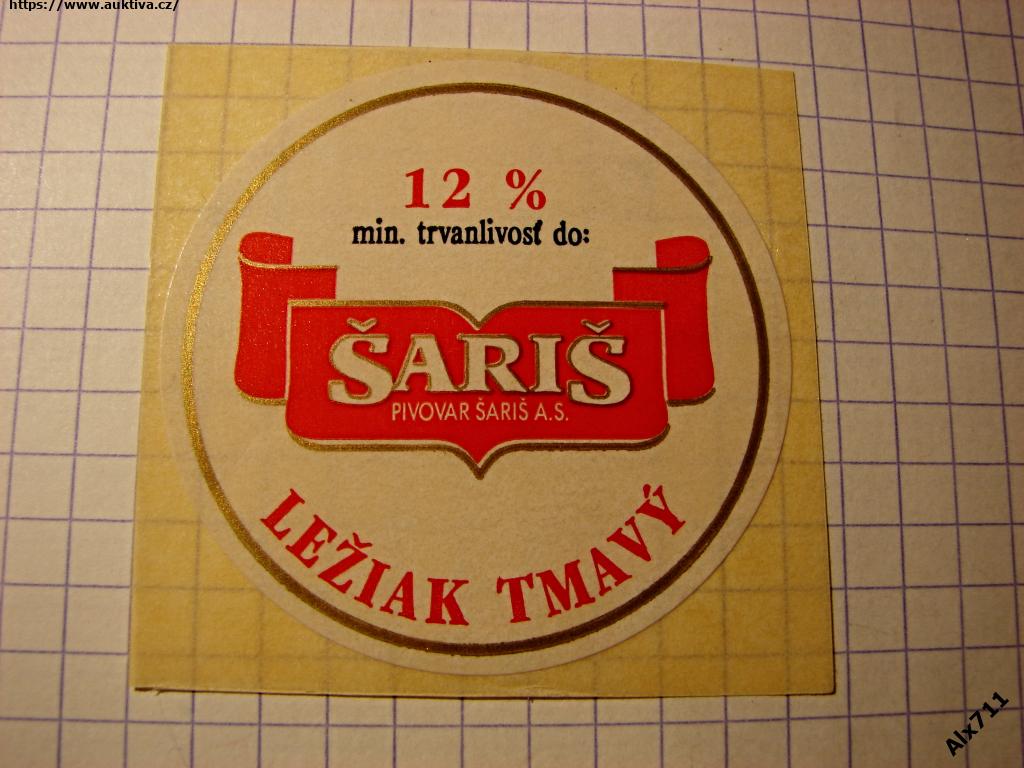 https://www.auktiva.cz/
12 %
min. trvanlivosť do:
ŠARIŠ
PIVOVAR ŠARIŠ A.S.
LEŽIAK TMAVÝ
Alx711